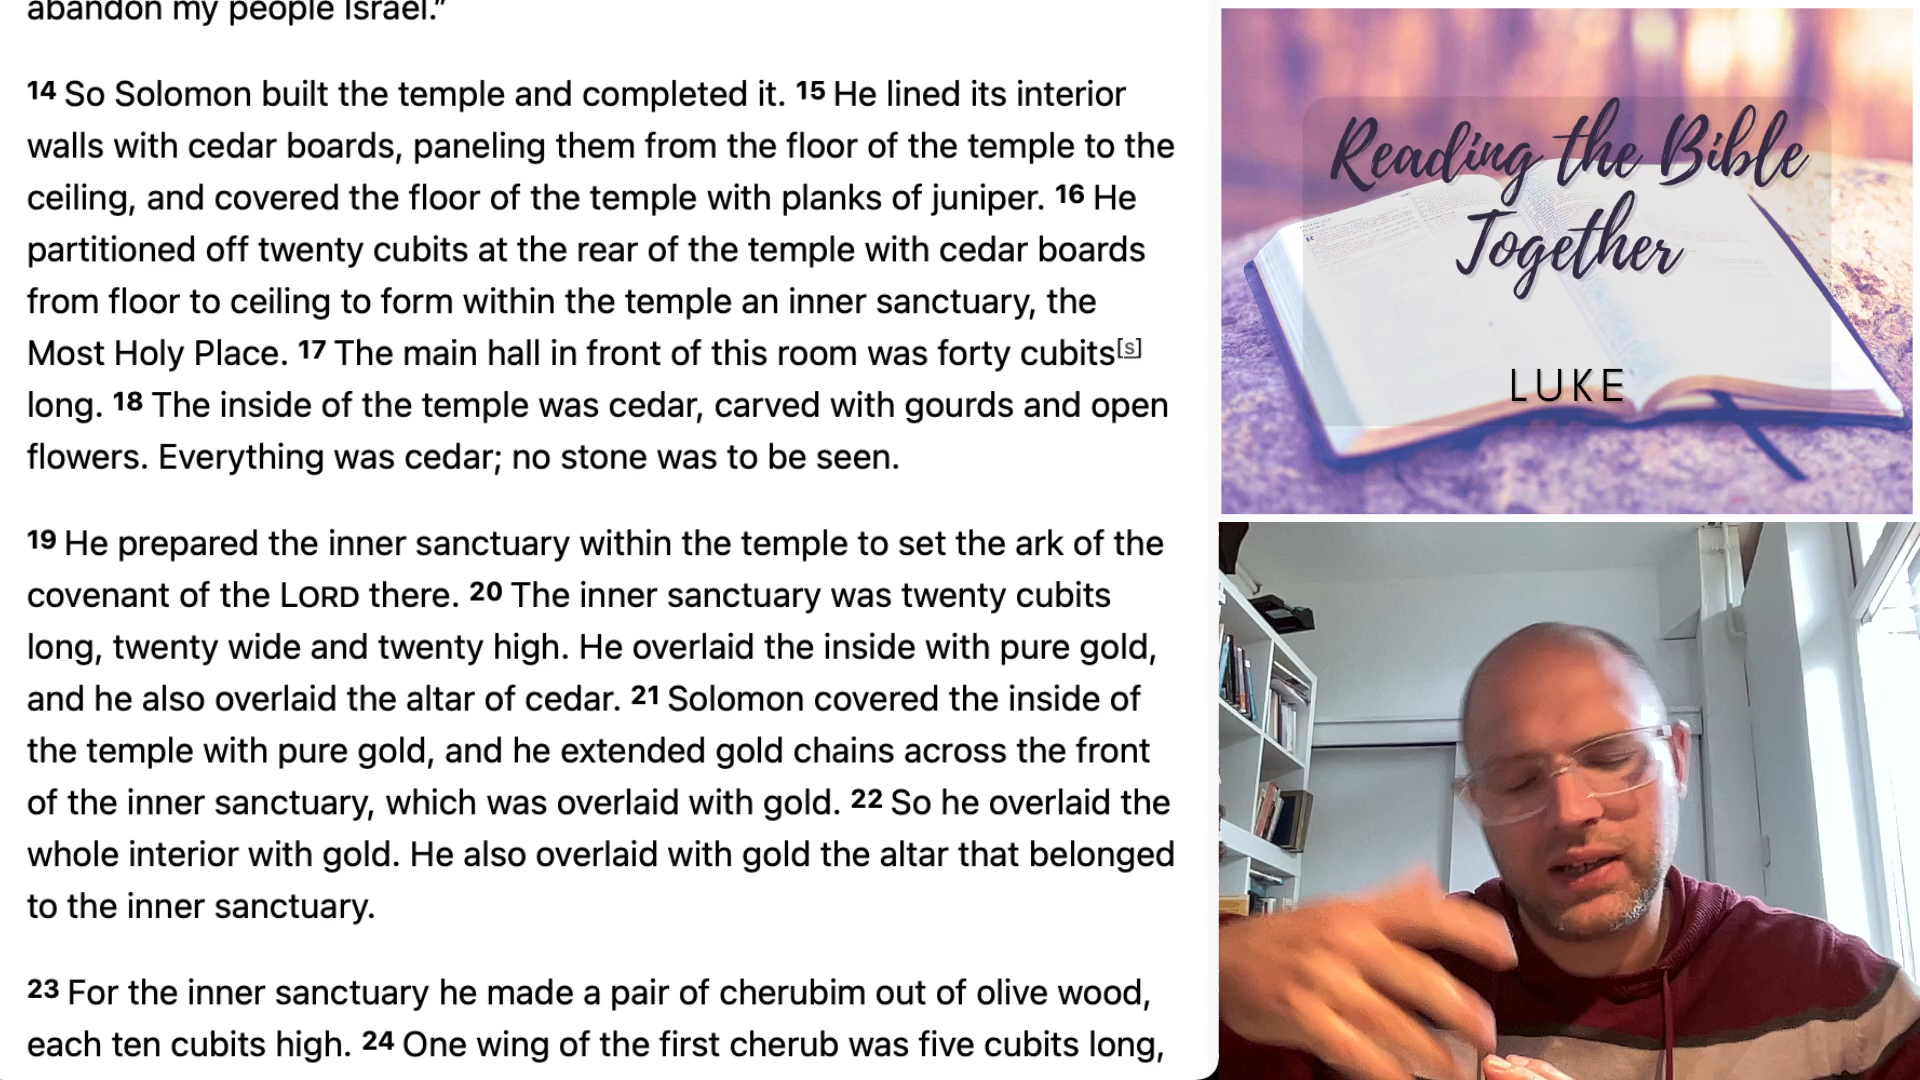 abandon my people Israel.”
14 So Solomon built the temple and completed it. 15 He lined its interior
walls with cedar boards, paneling them from the floor of the temple to the
ceiling, and covered the floor of the temple with planks of juniper. 16 He
partitioned off twenty cubits at the rear of the temple with cedar boards
from floor to ceiling to form within the temple an inner sanctuary, the
Most Holy Place. 17 The main hall in front of this room was forty cubits[s]
long. 18 The inside of the temple was cedar, carved with gourds and open
flowers. Everything was cedar; no stone was to be seen.
19 He prepared the inner sanctuary within the temple to set the ark of the
covenant of the LORD there. 20 The inner sanctuary was twenty cubits
long, twenty wide and twenty high. He overlaid the inside with pure gold,
and he also overlaid the altar of cedar. 21 Solomon covered the inside of
the temple with pure gold, and he extended gold chains across the front
of the inner sanctuary, which was overlaid with gold. 22 So he overlaid the
whole interior with gold. He also overlaid with gold the altar that belonged
to the inner sanctuary.
23 For the inner sanctuary he made a pair of cherubim out of olive wood,
each ten cubits high. 24 One wing of the first cherub was five cubits long,
Reading the Bible
Together
LUKE